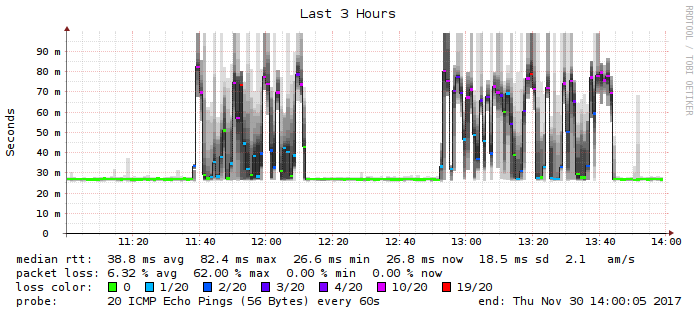 Last 3 Hours
RRDTOOL / TOBI OETIKER
Seconds
90 m
80 m
70 m
60 m
50 m
40 m
30 m
20 m
10 m
0
11:20 11:40 12:00 12:20 12:40 13:00 13:20 13:40 14:00
median rtt: 38.8 ms avg 82.4 ms max 26.6 ms min 26.8 ms now 18.5 ms sd 2.1 am/s
packet loss: 6.32 % avg 62.00 % max 0.00 % min 0.00 % now
loss color: 0 1/20 2/20 3/20 4/20 10/20 19/20
probe: 20 ICMP Echo Pings (56 Bytes) every 60s end: Thu Nov 30 14:00:05 2017